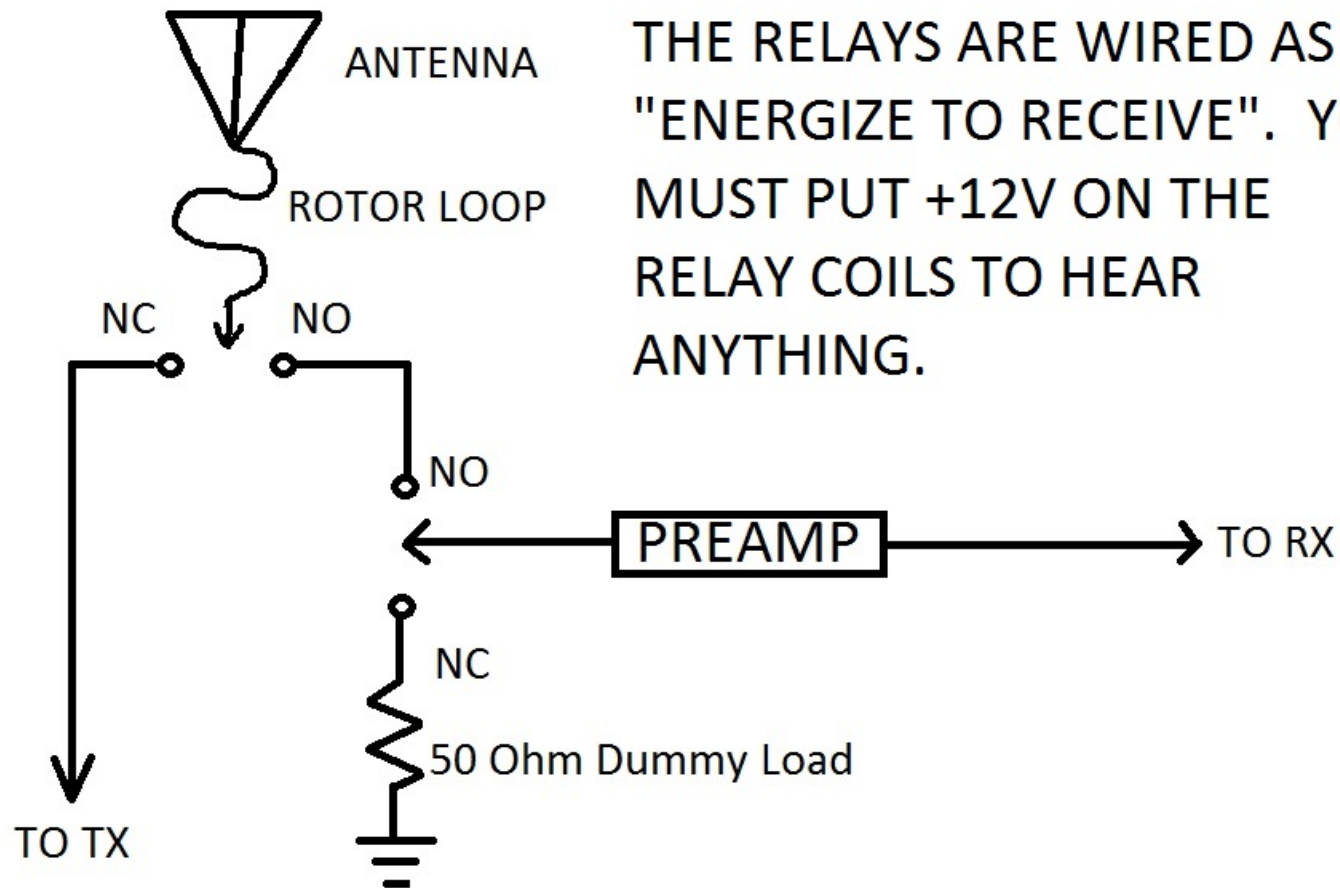 ANTENNA
THE RELAYS ARE WIRED AS
"ENERGIZE TO RECEIVE".
MUST PUT +12V ON THE
RELAY COILS TO HEAR
ANYTHING.
ROTOR LOOP
NC
NO
NO
PREAMP
TO RX
NC
50 Ohm Dummy Load
TO TX